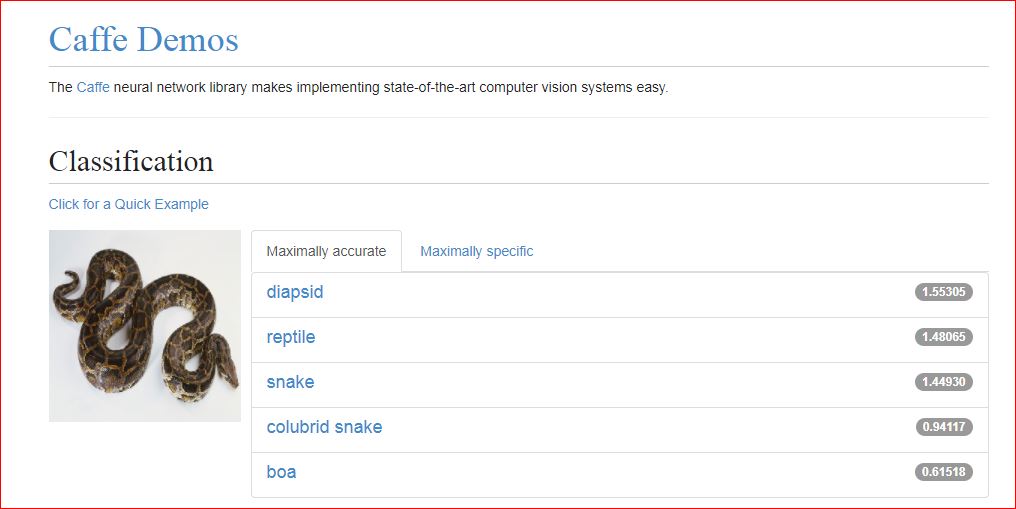 Caffe Demos
The Caffe neural network library makes implementing state-of-the-art computer vision systems easy.
Classification
Click for a Quick Example
Maximally accurate Maximally specific
diapsid 1.55305
reptile 1.48065
snake 1.44930
colubrid snake 0.94117
boa 0.61518